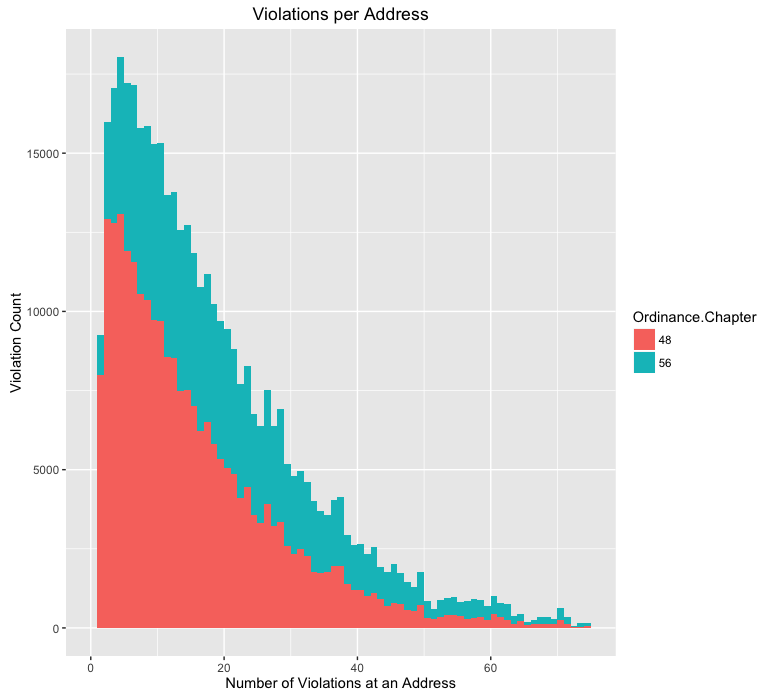 Violations per Address
Violation Count
15000
10000
5000
0
0 20 40 60
Number of Violations at an Address
Ordinance.Chapter
48
56